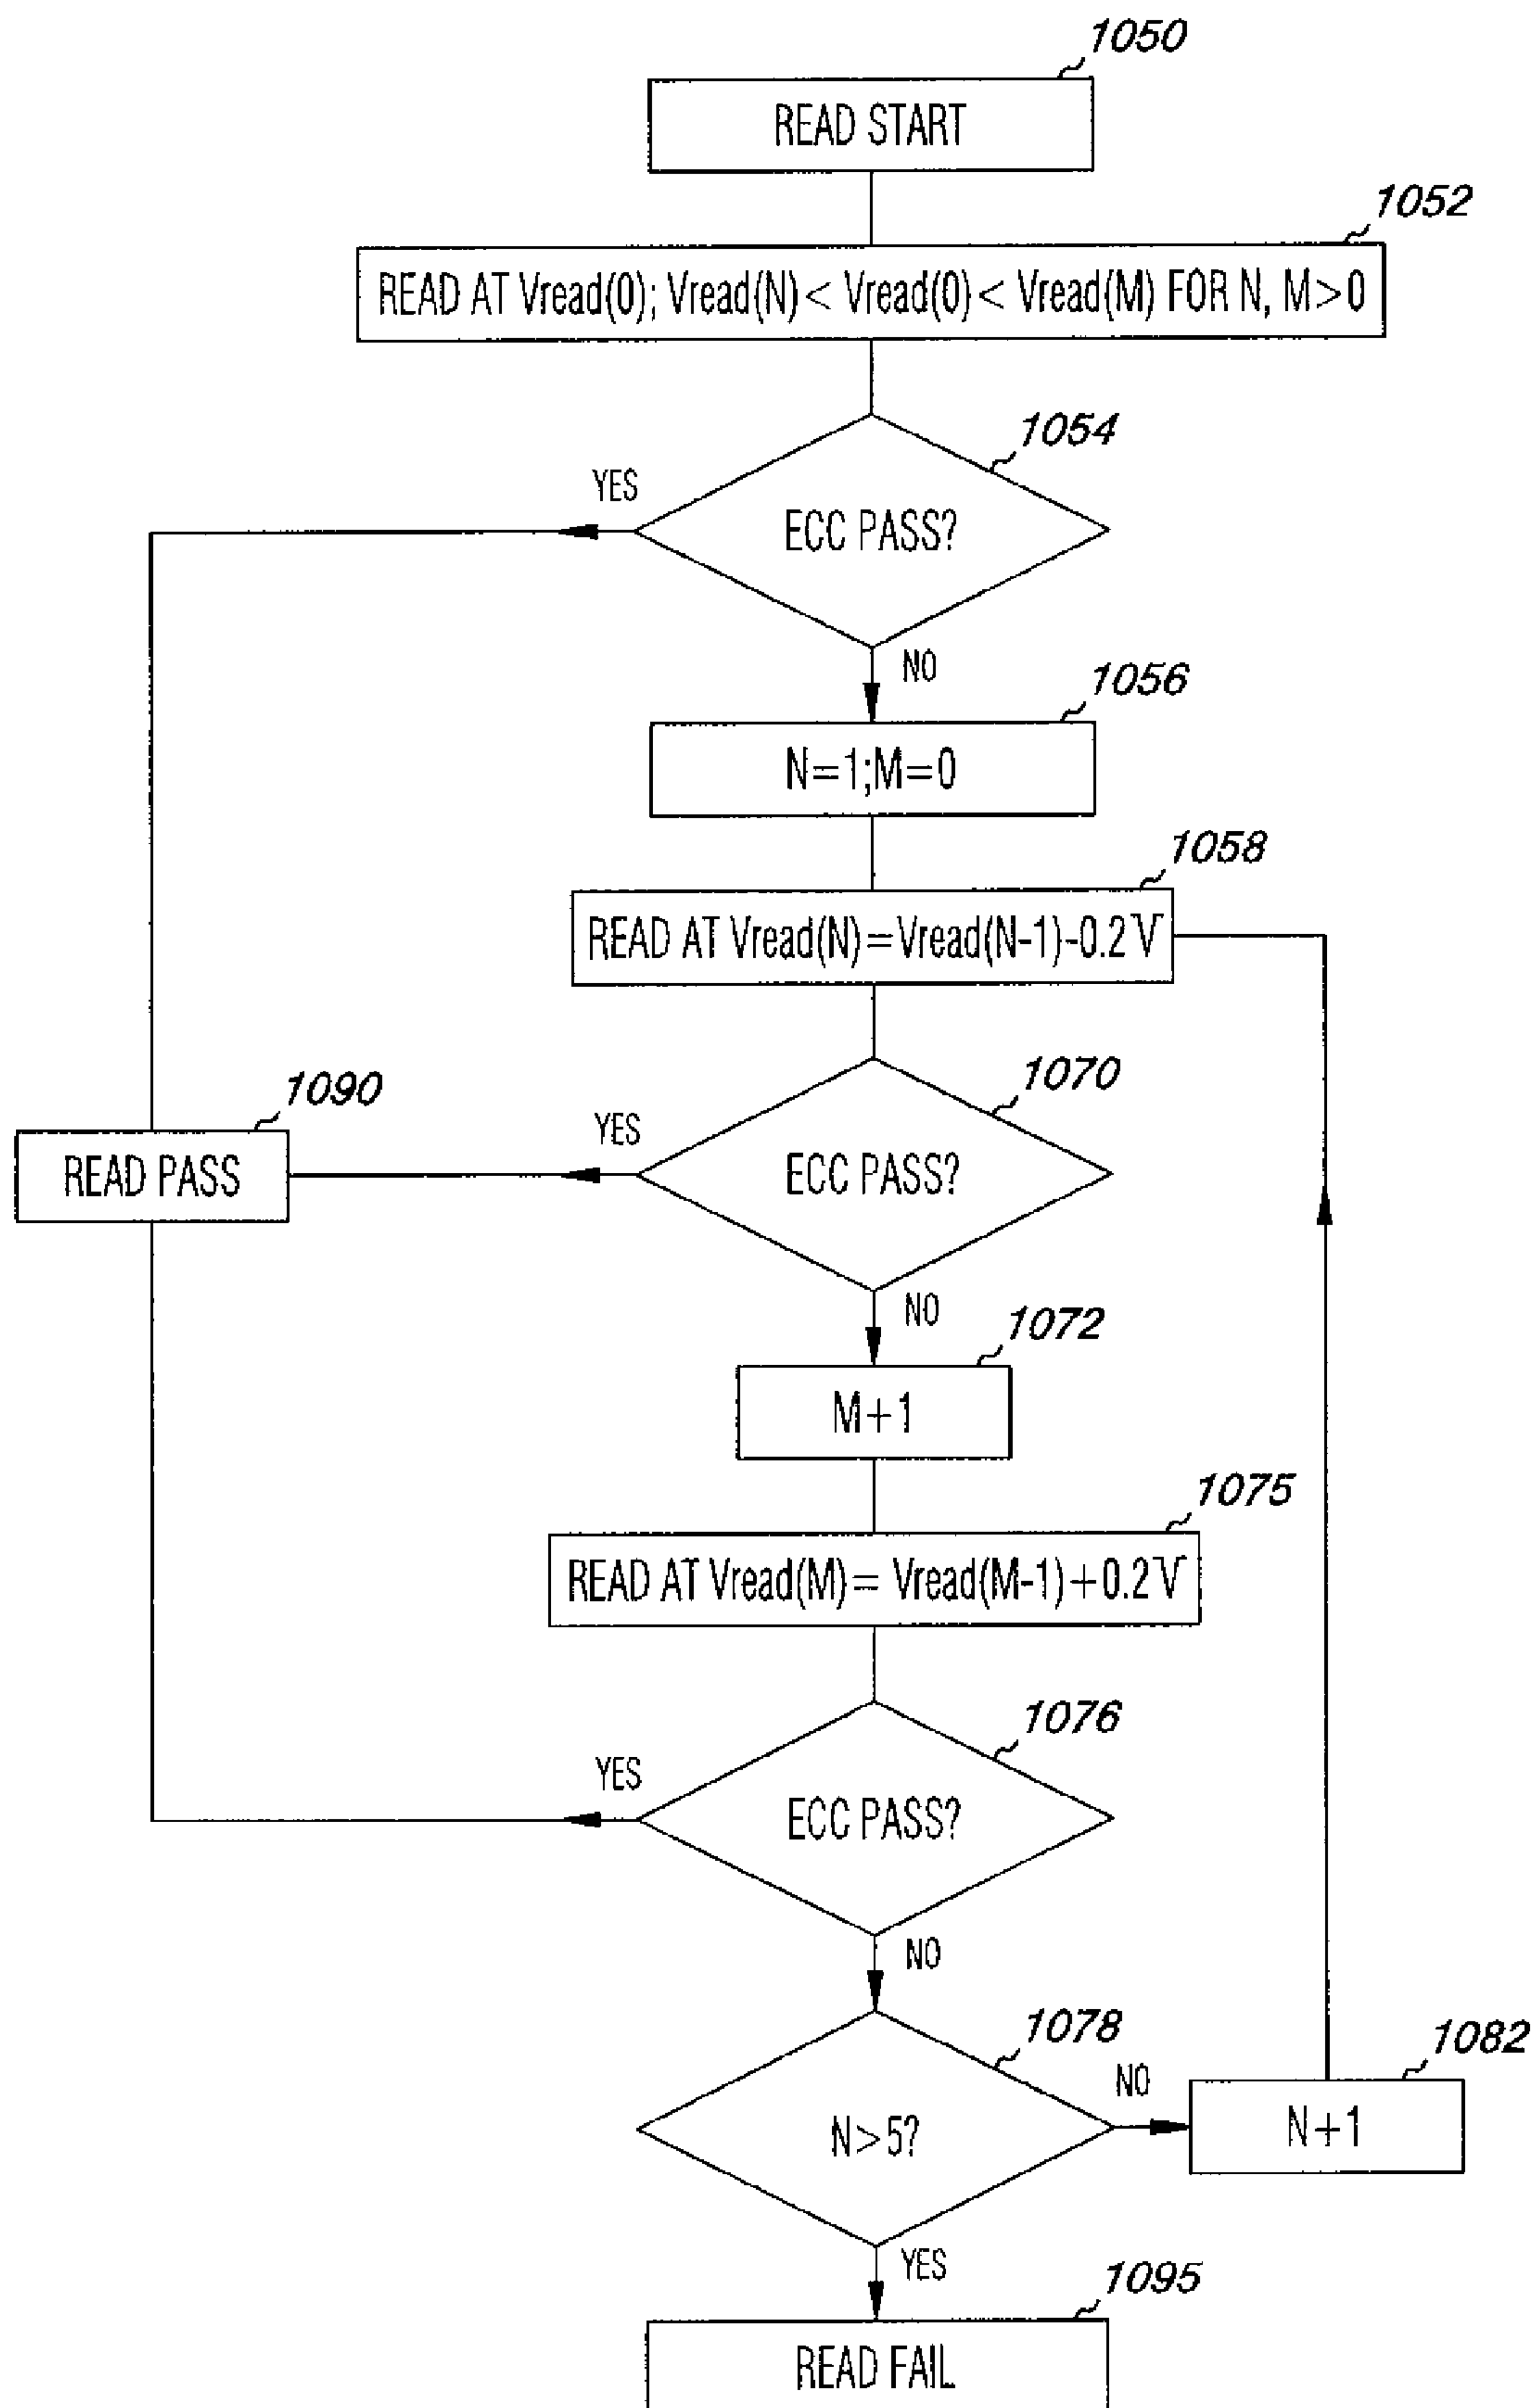 1050
READ START
1052
READ AT Vread(0); Vread(N) < Vread(0) < Vread(M) FOR N, M>0
1054
YES
ECC PASS?
NO
1056
N=1;M=0
1058
READ AT Vread(N)=Vread(N-1)-0.2V
1070
1090
YES
READ PASS
ECC PASS?
NO
1072
M+1
1075
READ AT Vread(M)= Vread(M-1)+0.2V
1076
YES
ECC PASS?
NO
1078
1082
NO
N>5?
N+1
YES
1095
READ FAIL